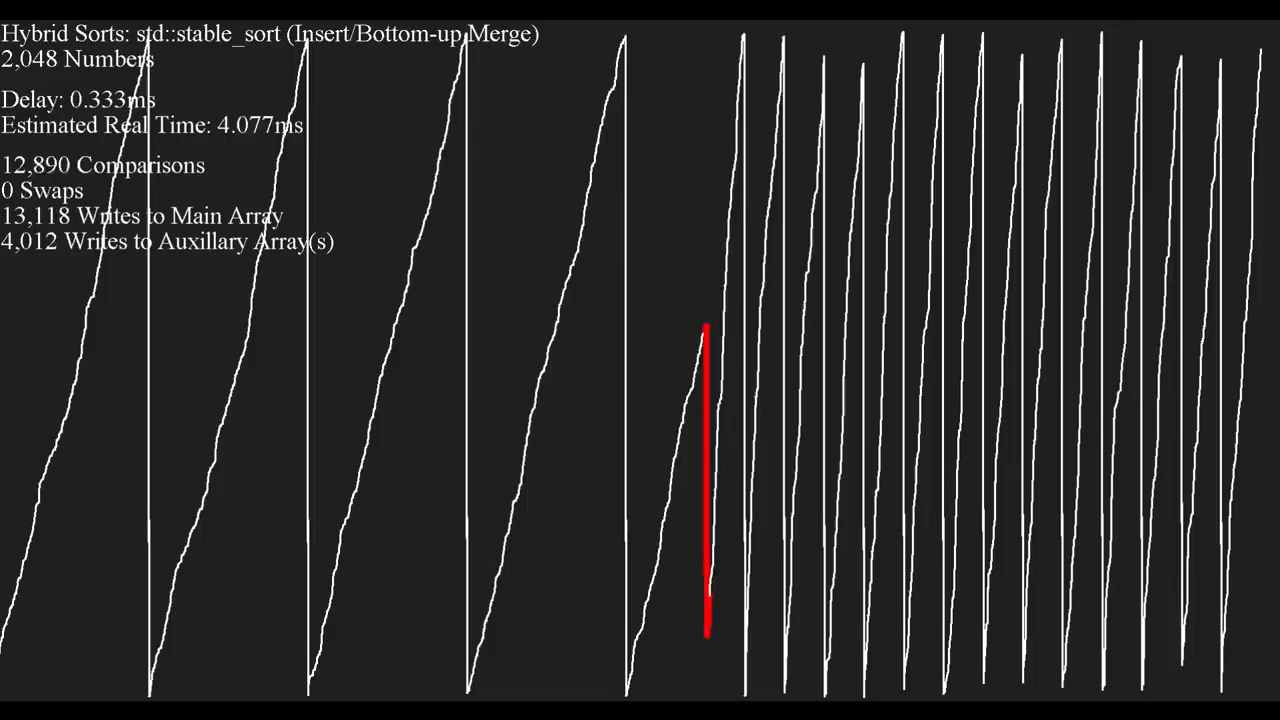 Hybrid Sorts: std::stable_sort (Insert/Bottom-up Merge)
2,048 Numbers
Delay: 0.333ms
Estimated Real Time: 4.077ms
12,890 Comparisons
0 Swaps
13,118 Writes to Main Array
4,012 Writes to Auxillary Array(s)